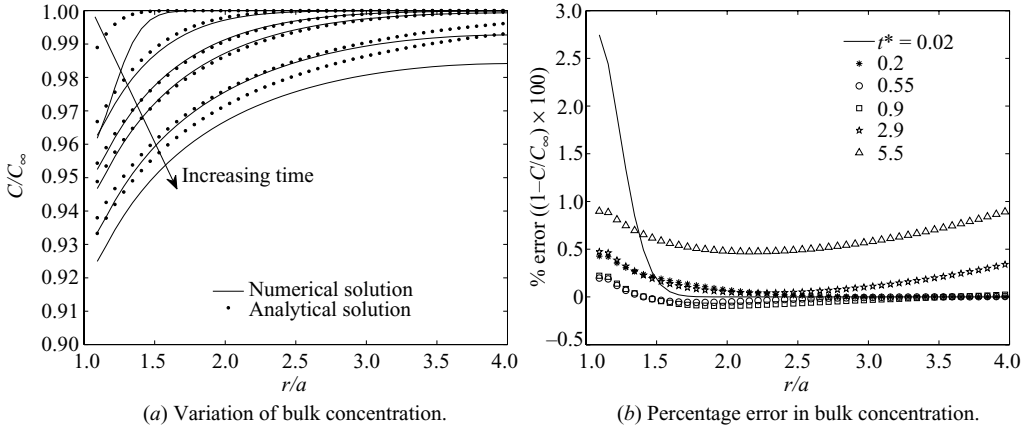 1.00
0.99
0.98
0.97
0.96
0.95
0.94
0.93
0.92
0.91
0.90
C/C∞
Increasing time
Numerical solution
Analytical solution
1.0 1.5 2.0 2.5 3.0 3.5 4.0
r/a
(a) Variation of bulk concentration.
3.0
2.5
2.0
1.5
1.0
0.5
0
−0.5
% error ((1–C/C∞) × 100)
t* = 0.02
0.2
0.55
0.9
2.9
5.5
1.0 1.5 2.0 2.5 3.0 3.5 4.0
r/a
(b) Percentage error in bulk concentration.